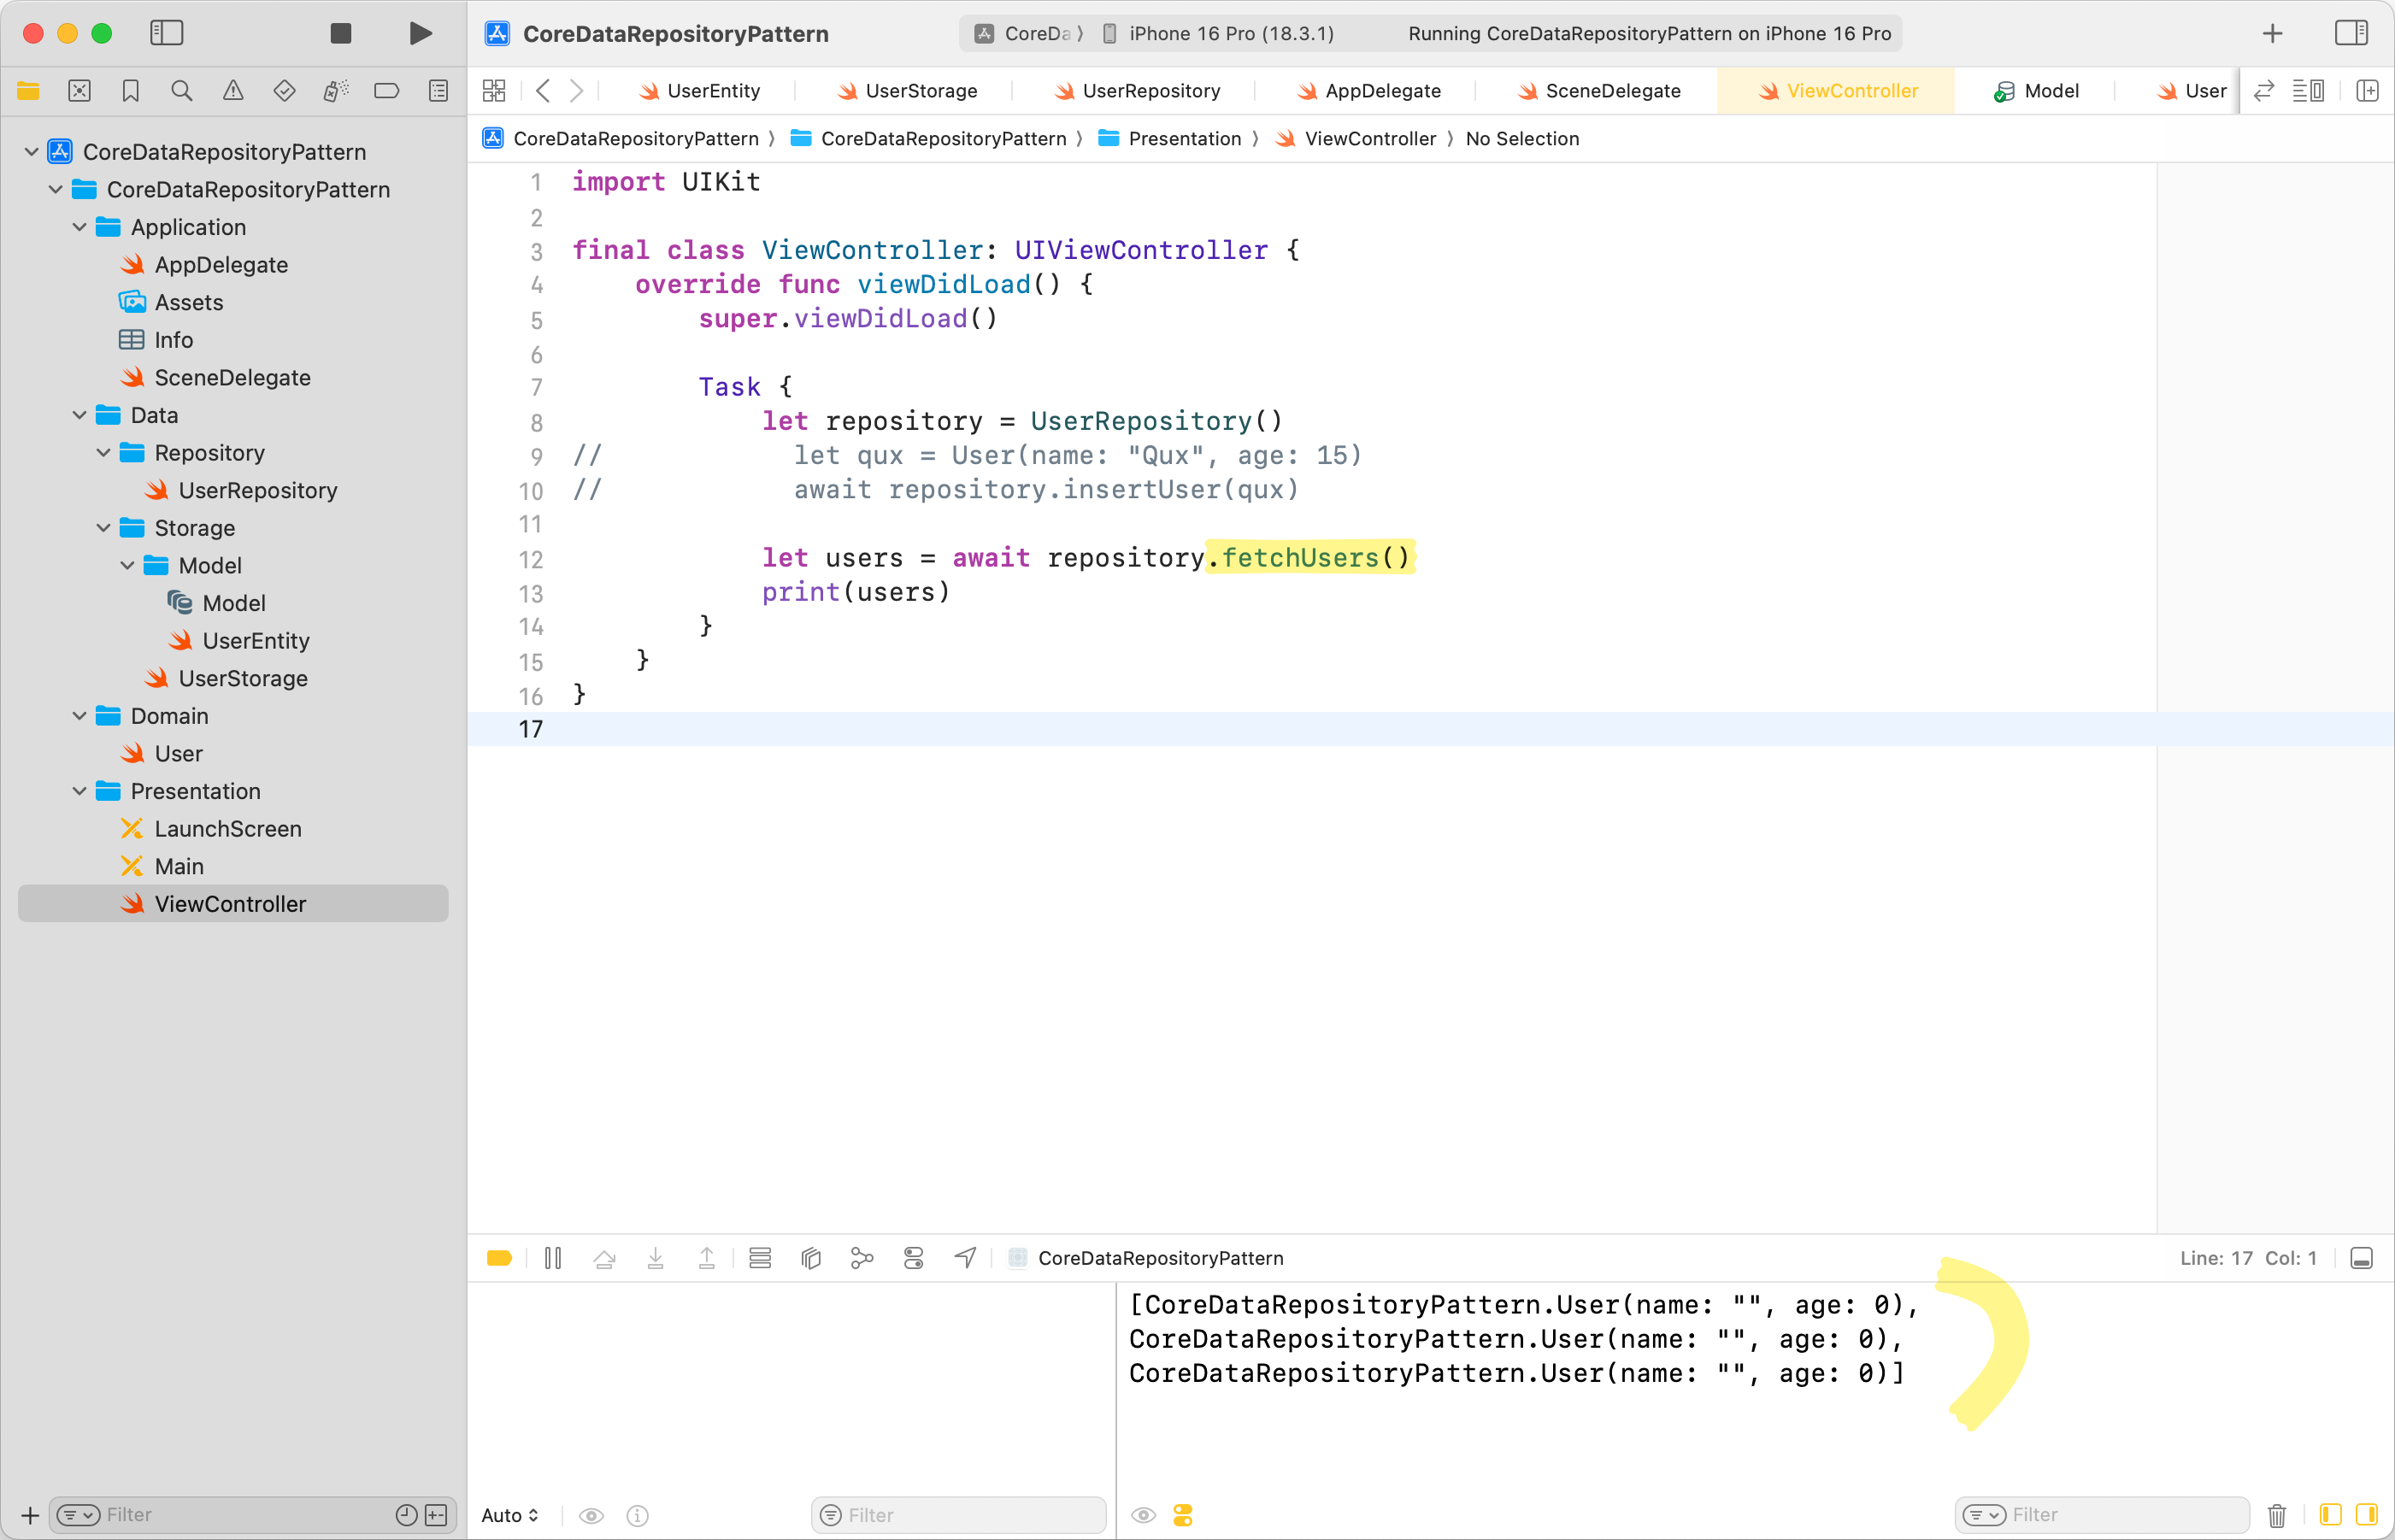 CoreDataRepositoryPattern
CoreDa
iPhone 16 Pro (18.3.1)
Running CoreDataRepositoryPattern on iPhone 16 Pro
UserEntity
UserStorage
UserRepository
AppDelegate
SceneDelegate
ViewController
Model
User
CoreDataRepositoryPattern
CoreDataRepositoryPattern
Presentation
ViewController
No Selection
CoreDataRepositoryPattern
CoreDataRepositoryPattern
Application
AppDelegate
Assets
Info
SceneDelegate
Data
Repository
UserRepository
Storage
Model
Model
UserEntity
UserStorage
Domain
User
Presentation
LaunchScreen
Main
ViewController
Filter
1 import UIKit
2
3 final class ViewController: UIViewController {
4     override func viewDidLoad() {
5         super.viewDidLoad()
6
7         Task {
8             let repository = UserRepository()
9 //            let qux = User(name: "Qux", age: 15)
10 //            await repository.insertUser(qux)
11
12             let users = await repository.fetchUsers()
13             print(users)
14         }
15     }
16 }
17
CoreDataRepositoryPattern
Line: 17 Col: 1
[CoreDataRepositoryPattern.User(name: "", age: 0),
CoreDataRepositoryPattern.User(name: "", age: 0),
CoreDataRepositoryPattern.User(name: "", age: 0)]
Auto
Filter
Filter